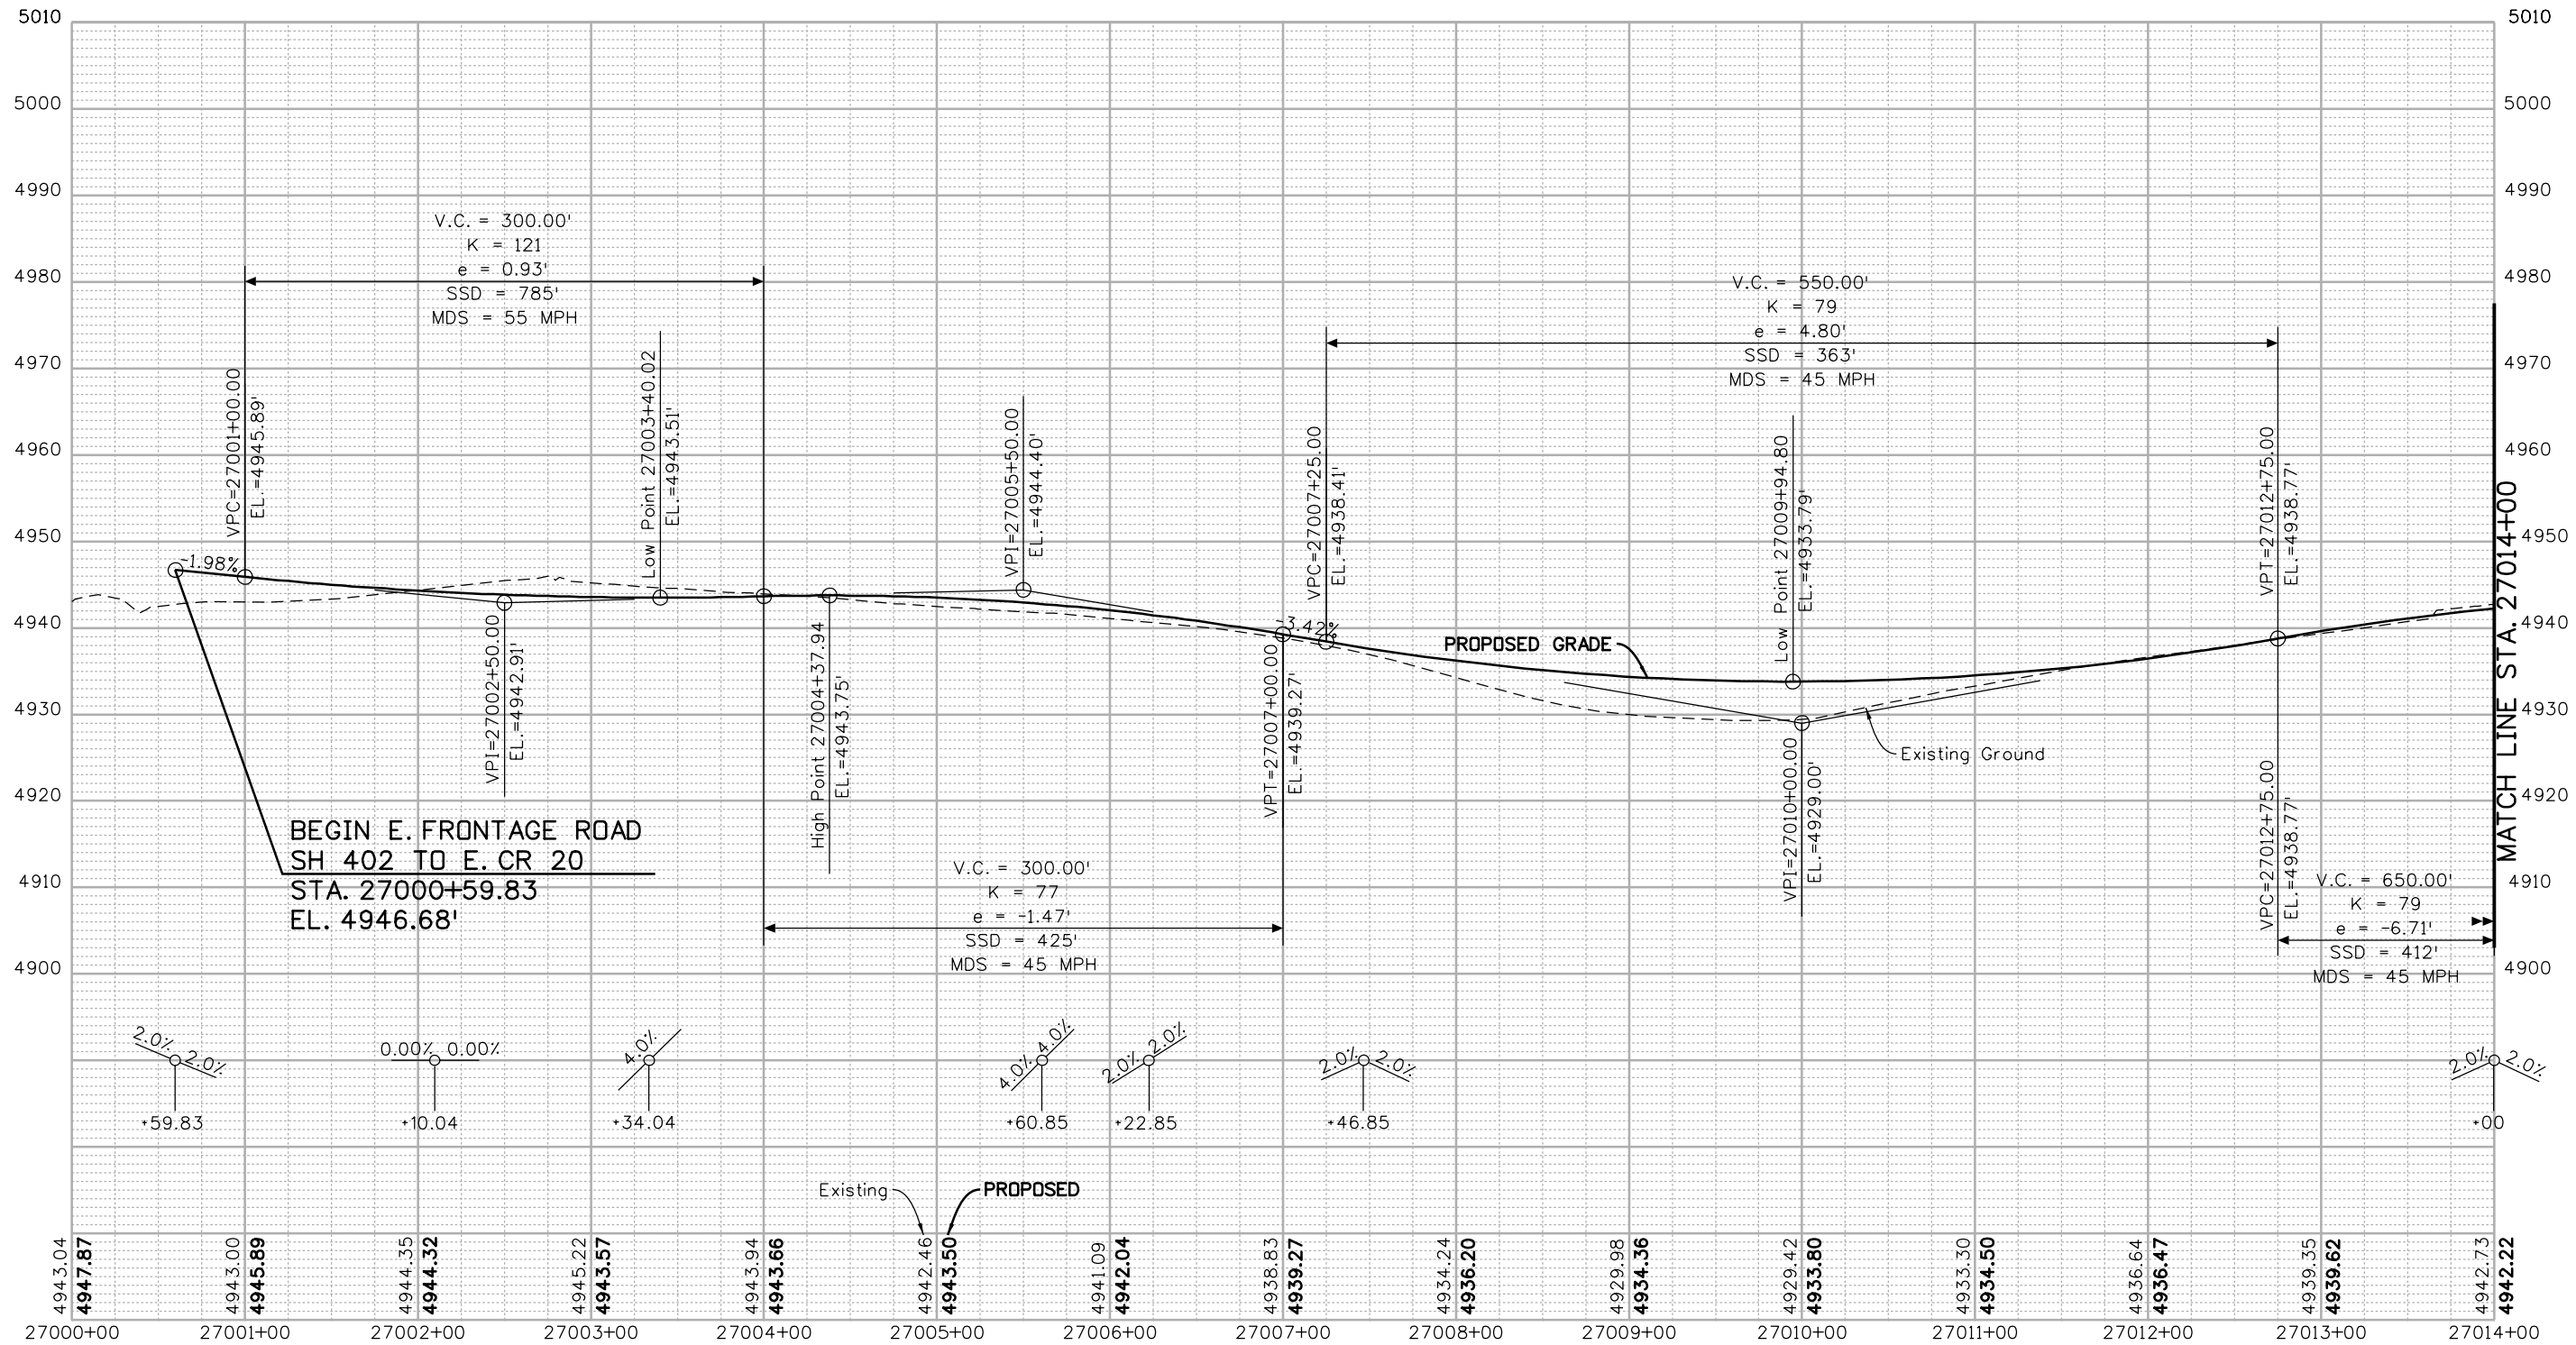 5010
5000
4990
4980
4970
4960
4950
4940
4930
4920
4910
4900
5010
5000
4990
4980
4970
4960
4950
4940
4930
4920
4910
4900
V.C. = 300.00'
K = 121
e = 0.93'
SSD = 785'
MDS = 55 MPH
V.C. = 550.00'
K = 79
e = 4.80'
SSD = 363'
MDS = 45 MPH
VPC=27001+00.00
EL.=4945.89'
Low Point 27003+40.02
EL.=4943.51'
VPI=27005+50.00
EL.=4944.40'
VPC=27007+25.00
EL.=4938.41'
Low Point 27009+94.80
EL.=4933.79'
VPT=27012+75.00
EL.=4938.77'
MATCH LINE STA. 27014+00
-1.98%
-3.42%
PROPOSED GRADE
Existing Ground
VPI=27002+50.00
EL.=4942.91'
High Point 27004+37.94
EL.=4943.75'
VPT=27007+00.00
EL.=4939.27'
VPI=27010+00.00
EL.=4929.00'
VPC=27012+75.00
EL.=4938.77'
BEGIN E. FRONTAGE ROAD
SH 402 TO E. CR 20
STA. 27000+59.83
EL. 4946.68'
V.C. = 300.00'
K = 77
e = -1.47'
SSD = 425'
MDS = 45 MPH
V.C. = 650.00'
K = 79
e = -6.71'
SSD = 412'
MDS = 45 MPH
2.0% 2.0%
+59.83
0.00% 0.00%
+10.04
4.0%
+34.04
4.0% 4.0%
+60.85
2.0% 2.0%
+22.85
2.0% 2.0%
+46.85
2.0% 2.0%
+00
Existing
PROPOSED
4943.04
4947.87
4943.00
4945.89
4944.35
4944.32
4945.22
4943.57
4943.94
4943.66
4942.46
4943.50
4941.09
4942.04
4938.83
4939.27
4934.24
4936.20
4929.98
4934.36
4929.42
4933.80
4933.30
4934.50
4936.64
4936.47
4939.35
4939.62
4942.73
4942.22
27000+00
27001+00
27002+00
27003+00
27004+00
27005+00
27006+00
27007+00
27008+00
27009+00
27010+00
27011+00
27012+00
27013+00
27014+00